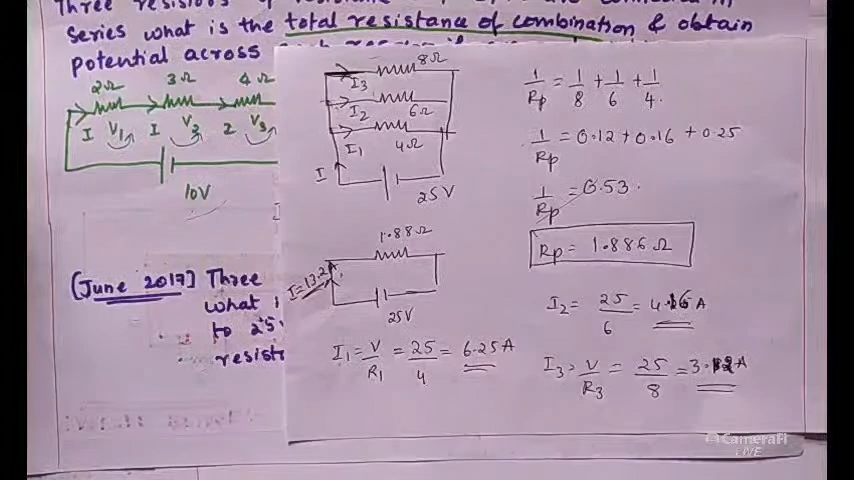 Three resistors of resistance
series what is the total resistance of combination & obtain
potential across
2Ω 3Ω 4Ω
I V1 I V2 I V3
10V
[June 2017] Three
what i
to 25V
resist
8Ω
I3
6Ω
I2
4Ω
I1
I
25V
1/Rp = 1/8 + 1/6 + 1/4.
1/Rp = 0.12 + 0.16 + 0.25
1/Rp = 0.53.
Rp = 1.886 Ω
1.88Ω
I=13.2
25V
I1 = V/R1 = 25/4 = 6.25A
I2 = 25/6 = 4.16 A
I3 = V/R3 = 25/8 = 3.12A
CameraFi
LIVE